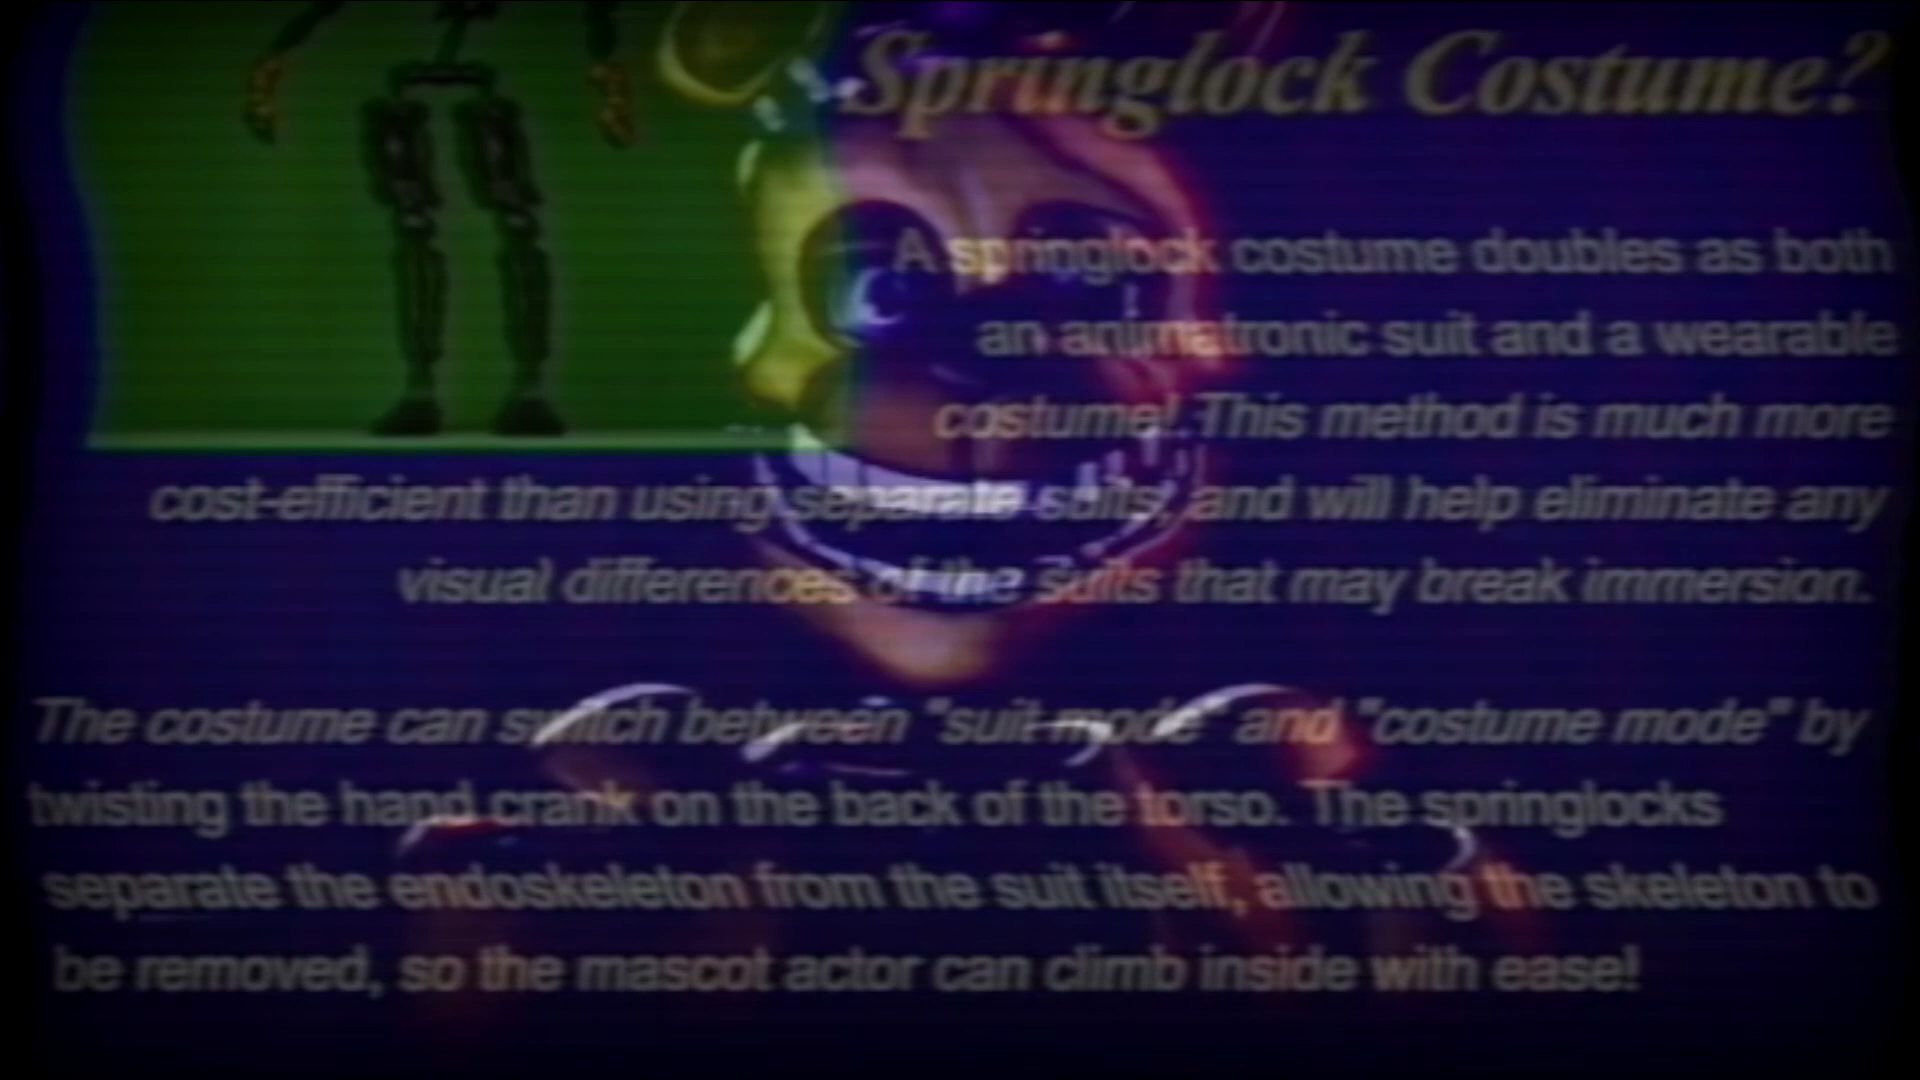 Springlock Costume?
A springlock costume doubles as both
an animatronic suit and a wearable
costume! This method is much more
cost-efficient than using separate suits, and will help eliminate any
visual differences of the suits that may break immersion.
The costume can switch between "suit mode" and "costume mode" by
twisting the hand crank on the back of the torso. The springlocks
separate the endoskeleton from the suit itself, allowing the skeleton to
be removed, so the mascot actor can climb inside with ease!